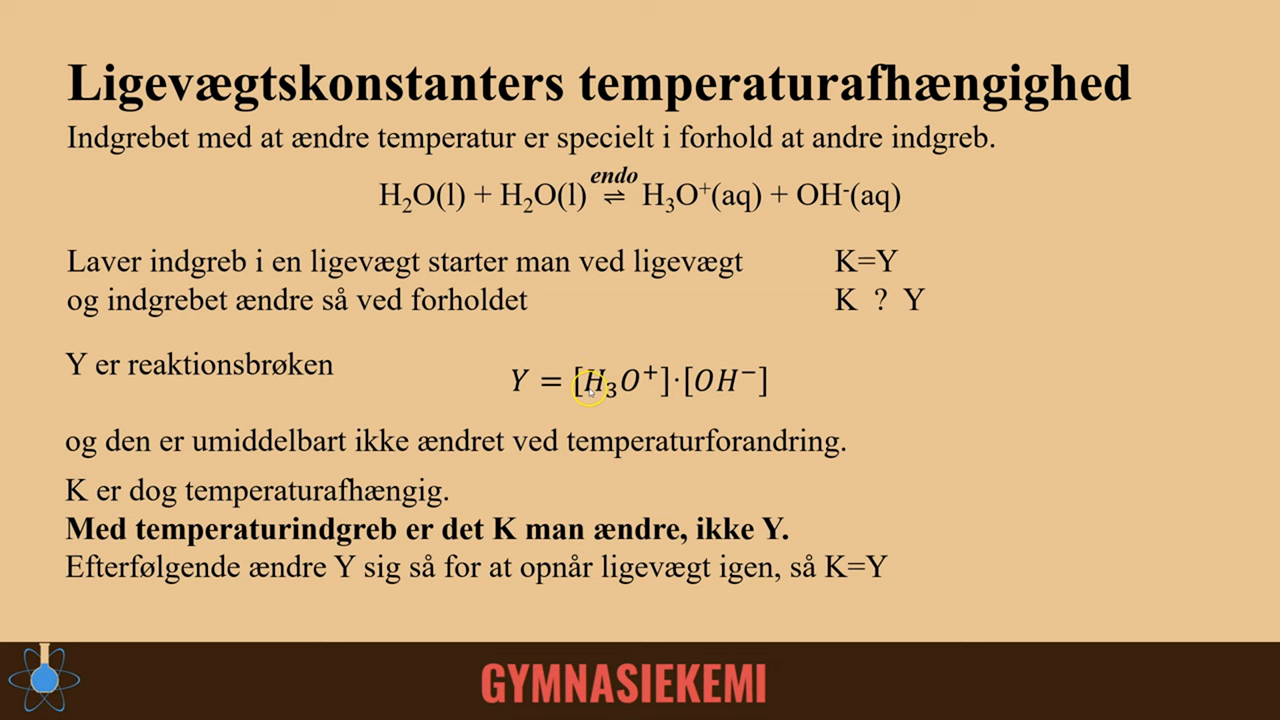 Ligevægtskonstanters temperaturafhængighed
Indgrebet med at ændre temperatur er specielt i forhold at andre indgreb.
endo
H₂O(l) + H₂O(l) ⇌ H₃O⁺(aq) + OH⁻(aq)
Laver indgreb i en ligevægt starter man ved ligevægt K=Y
og indgrebet ændre så ved forholdet K ? Y
Y er reaktionsbrøken
Y = [H₃O⁺]·[OH⁻]
og den er umiddelbart ikke ændret ved temperaturforandring.
K er dog temperaturafhængig.
Med temperaturindgreb er det K man ændre, ikke Y.
Efterfølgende ændre Y sig så for at opnår ligevægt igen, så K=Y
GYMNASIEKEMI